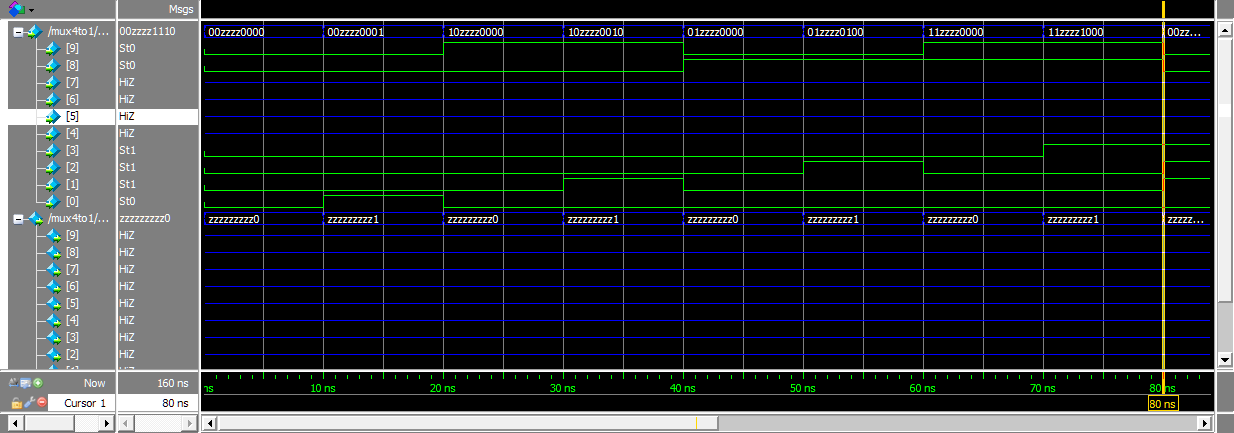 Msgs
/mux4to1/... 00zzzz1110 00zzzz0000 00zzzz0001 10zzzz0000 10zzzz0010 01zzzz0000 01zzzz0100 11zzzz0000 11zzzz1000 00zz...
[9] St0
[8] St0
[7] HiZ
[6] HiZ
[5] HiZ
[4] HiZ
[3] St1
[2] St1
[1] St1
[0] St0
/mux4to1/... zzzzzzzzz0 zzzzzzzzz0 zzzzzzzzz1 zzzzzzzzz0 zzzzzzzzz1 zzzzzzzzz0 zzzzzzzzz1 zzzzzzzzz0 zzzzzzzzz1 zzzzz...
[9] HiZ
[8] HiZ
[7] HiZ
[6] HiZ
[5] HiZ
[4] HiZ
[3] HiZ
[2] HiZ
Now 160 ns ns 10 ns 20 ns 30 ns 40 ns 50 ns 60 ns 70 ns 80 ns
Cursor 1 80 ns 80 ns